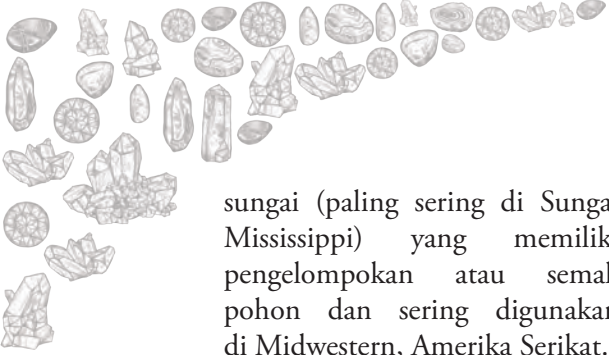 sungai (paling sering di Sunga
Mississippi) yang memilik
pengelompokan atau semak
pohon dan sering digunakan
di Midwestern, Amerika Serikat.